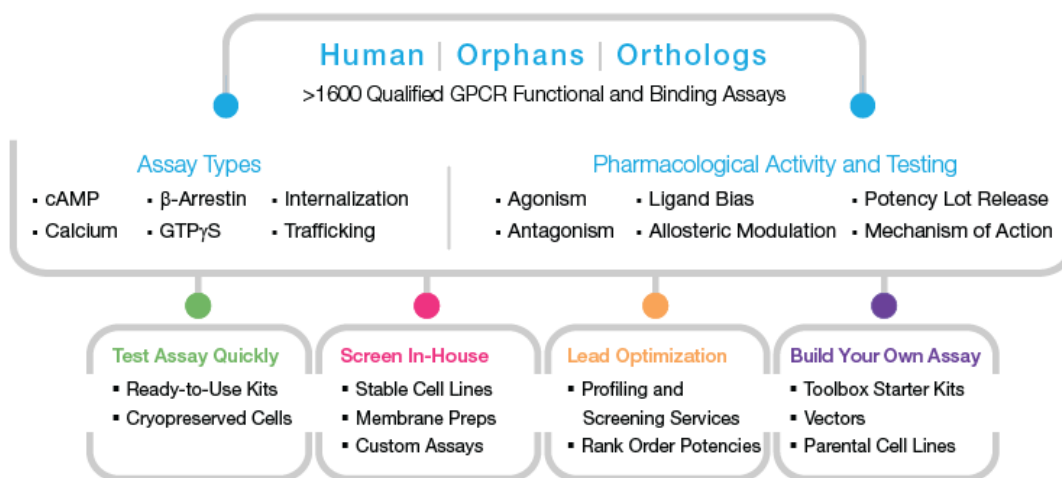 Human | Orphans | Orthologs
>1600 Qualified GPCR Functional and Binding Assays
Assay Types
▪ cAMP ▪ β-Arrestin ▪ Internalization
▪ Calcium ▪ GTPγS ▪ Trafficking
Pharmacological Activity and Testing
▪ Agonism ▪ Ligand Bias ▪ Potency Lot Release
▪ Antagonism ▪ Allosteric Modulation ▪ Mechanism of Action
Test Assay Quickly
▪ Ready-to-Use Kits
▪ Cryopreserved Cells
Screen In-House
▪ Stable Cell Lines
▪ Membrane Preps
▪ Custom Assays
Lead Optimization
▪ Profiling and
Screening Services
▪ Rank Order Potencies
Build Your Own Assay
▪ Toolbox Starter Kits
▪ Vectors
▪ Parental Cell Lines